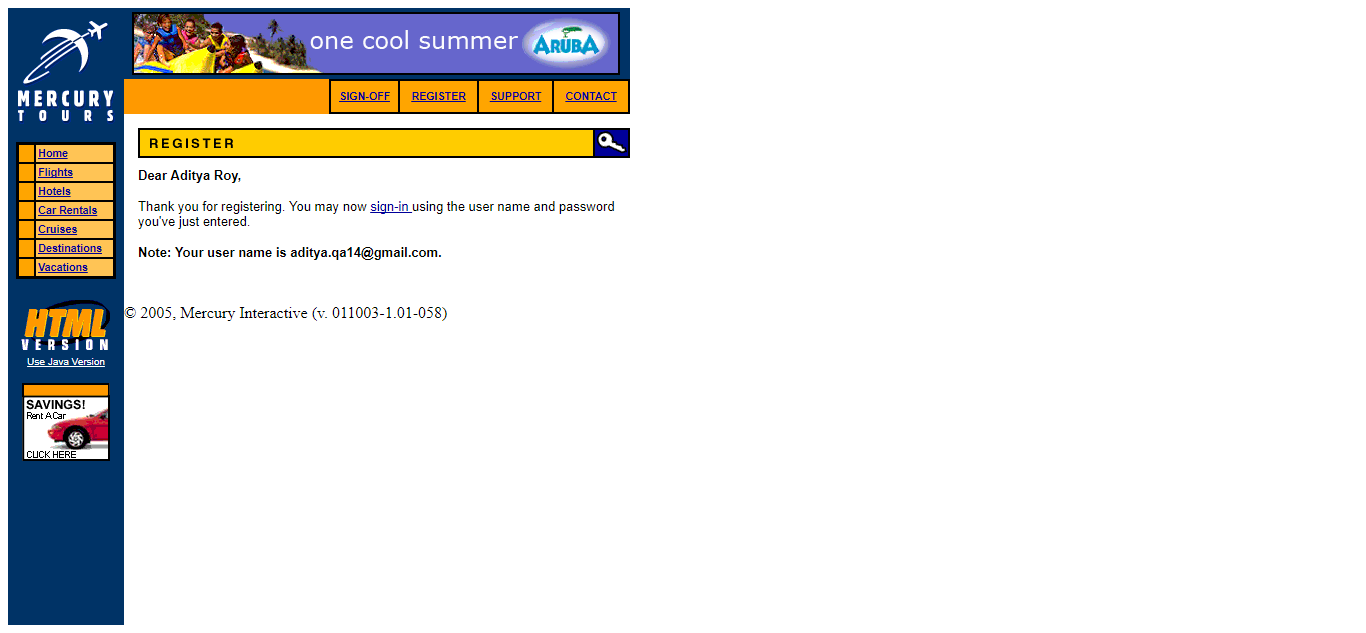 MERCURY
TOURS
one cool summer
ARUBA
SIGN-OFF
REGISTER
SUPPORT
CONTACT
Home
Flights
Hotels
Car Rentals
Cruises
Destinations
Vacations
HTML
VERSION
Use Java Version
SAVINGS!
Rent A Car
CLICK HERE
REGISTER
Dear Aditya Roy,
Thank you for registering. You may now sign-in using the user name and password
you've just entered.
Note: Your user name is aditya.qa14@gmail.com.
© 2005, Mercury Interactive (v. 011003-1.01-058)